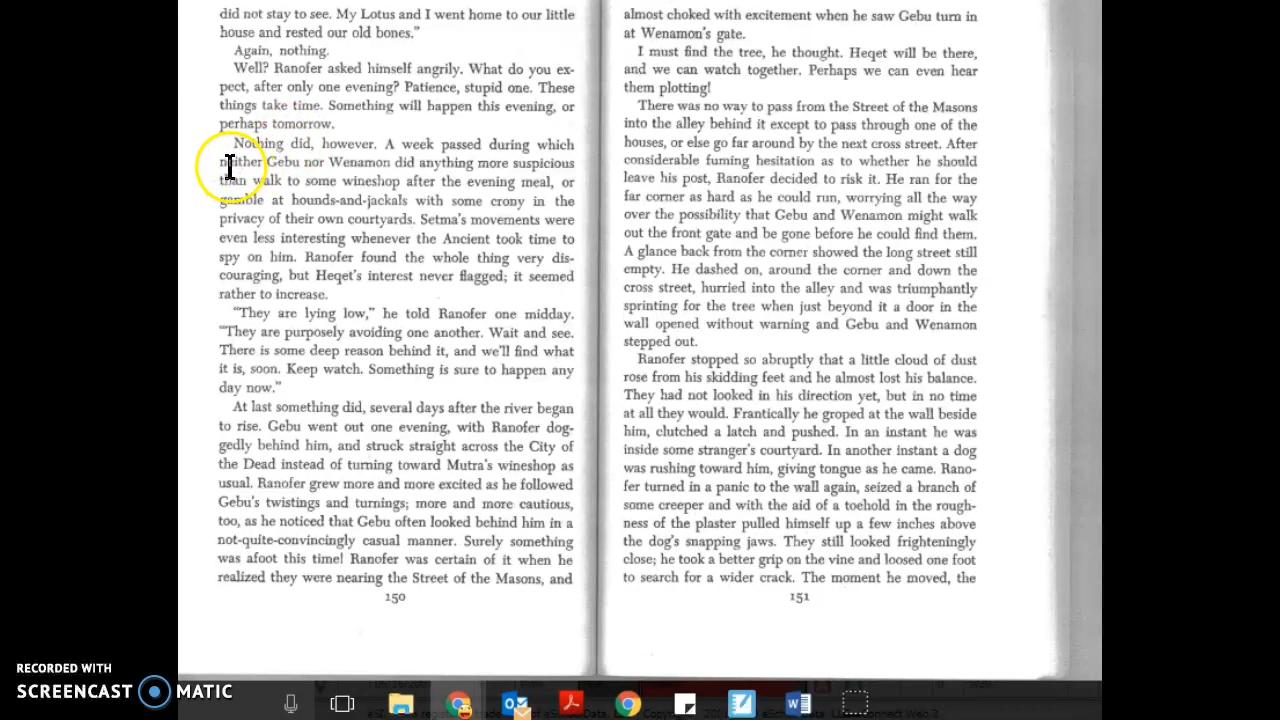 did not stay to see. My Lotus and I went home to our little
house and rested our old bones.”
Again, nothing.
Well? Ranofer asked himself angrily. What do you ex-
pect, after only one evening? Patience, stupid one. These
things take time. Something will happen this evening, or
perhaps tomorrow.
Nothing did, however. A week passed during which
neither Gebu nor Wenamon did anything more suspicious
than walk to some wineshop after the evening meal, or
gamble at hounds-and-jackals with some crony in the
privacy of their own courtyards. Setma's movements were
even less interesting whenever the Ancient took time to
spy on him. Ranofer found the whole thing very dis-
couraging, but Heqet's interest never flagged; it seemed
rather to increase.
“They are lying low,” he told Ranofer one midday.
“They are purposely avoiding one another. Wait and see.
There is some deep reason behind it, and we'll find what
it is, soon. Keep watch. Something is sure to happen any
day now.”
At last something did, several days after the river began
to rise. Gebu went out one evening, with Ranofer dog-
gedly behind him, and struck straight across the City of
the Dead instead of turning toward Mutra's wineshop as
usual. Ranofer grew more and more excited as he followed
Gebu's twistings and turnings; more and more cautious,
too, as he noticed that Gebu often looked behind him in a
not-quite-convincingly casual manner. Surely something
was afoot this time! Ranofer was certain of it when he
realized they were nearing the Street of the Masons, and
150
almost choked with excitement when he saw Gebu turn in
at Wenamon's gate.
I must find the tree, he thought. Heqet will be there,
and we can watch together. Perhaps we can even hear
them plotting!
There was no way to pass from the Street of the Masons
into the alley behind it except to pass through one of the
houses, or else go far around by the next cross street. After
considerable fuming hesitation as to whether he should
leave his post, Ranofer decided to risk it. He ran for the
far corner as hard as he could run, worrying all the way
over the possibility that Gebu and Wenamon might walk
out the front gate and be gone before he could find them.
A glance back from the corner showed the long street still
empty. He dashed on, around the corner and down the
cross street, hurried into the alley and was triumphantly
sprinting for the tree when just beyond it a door in the
wall opened without warning and Gebu and Wenamon
stepped out.
Ranofer stopped so abruptly that a little cloud of dust
rose from his skidding feet and he almost lost his balance.
They had not looked in his direction yet, but in no time
at all they would. Frantically he groped at the wall beside
him, clutched a latch and pushed. In an instant he was
inside some stranger's courtyard. In another instant a dog
was rushing toward him, giving tongue as he came. Rano-
fer turned in a panic to the wall again, seized a branch of
some creeper and with the aid of a toehold in the rough-
ness of the plaster pulled himself up a few inches above
the dog's snapping jaws. They still looked frighteningly
close; he took a better grip on the vine and loosed one foot
to search for a wider crack. The moment he moved, the
151
RECORDED WITH
SCREENCAST MATIC